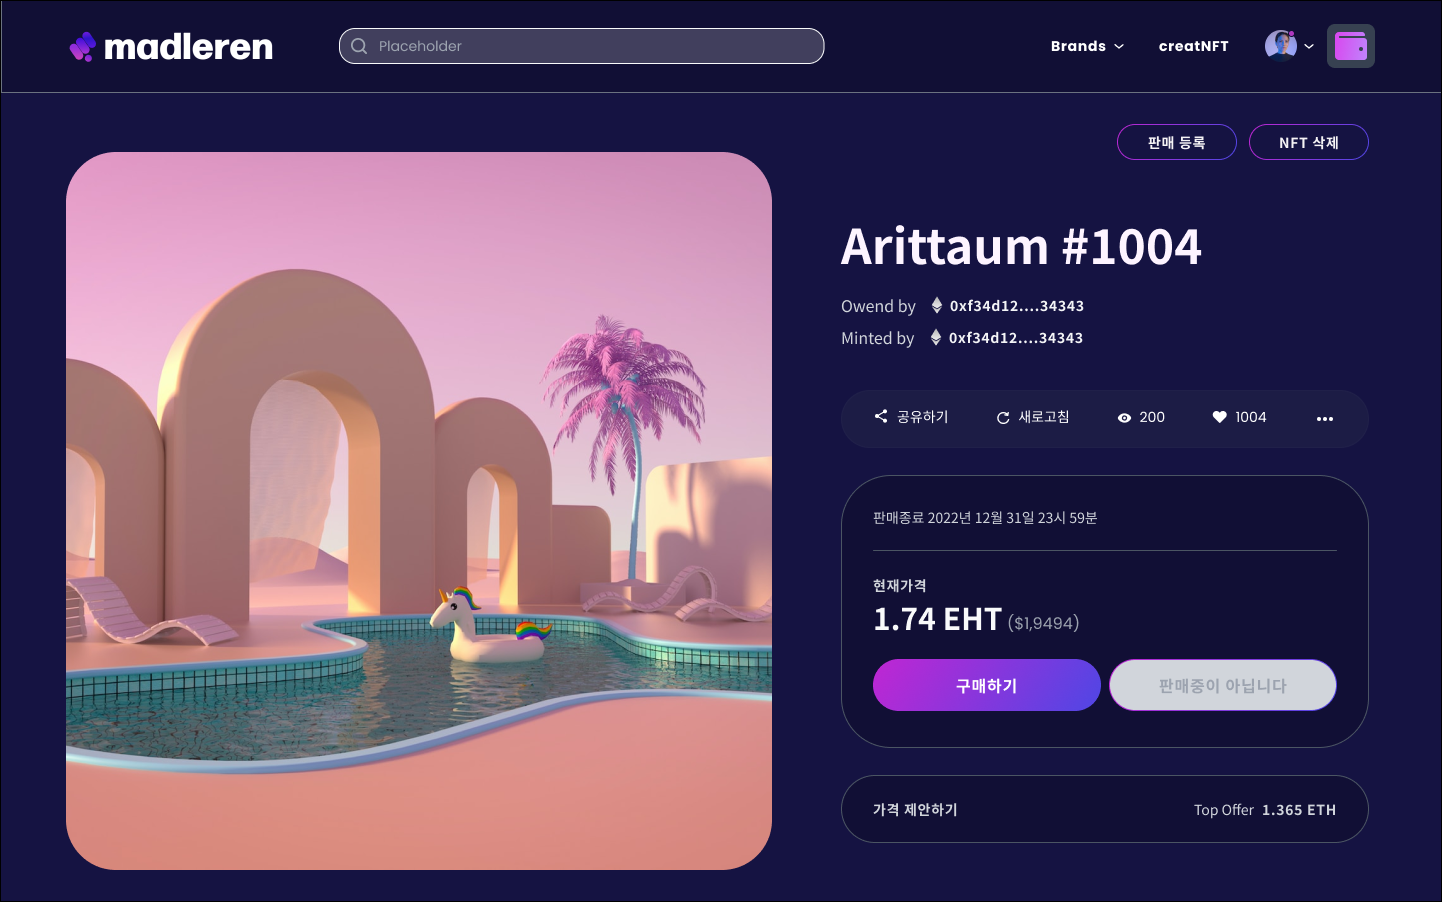 madleren
Placeholder
Brands
creatNFT
판매 등록
NFT 삭제
Arittaum #1004
Owend by 0xf34d12....34343
Minted by 0xf34d12....34343
공유하기 새로고침 200 1004
판매종료 2022년 12월 31일 23시 59분
현재가격
1.74 EHT ($1,9494)
구매하기
판매중이 아닙니다
가격 제안하기 Top Offer 1.365 ETH